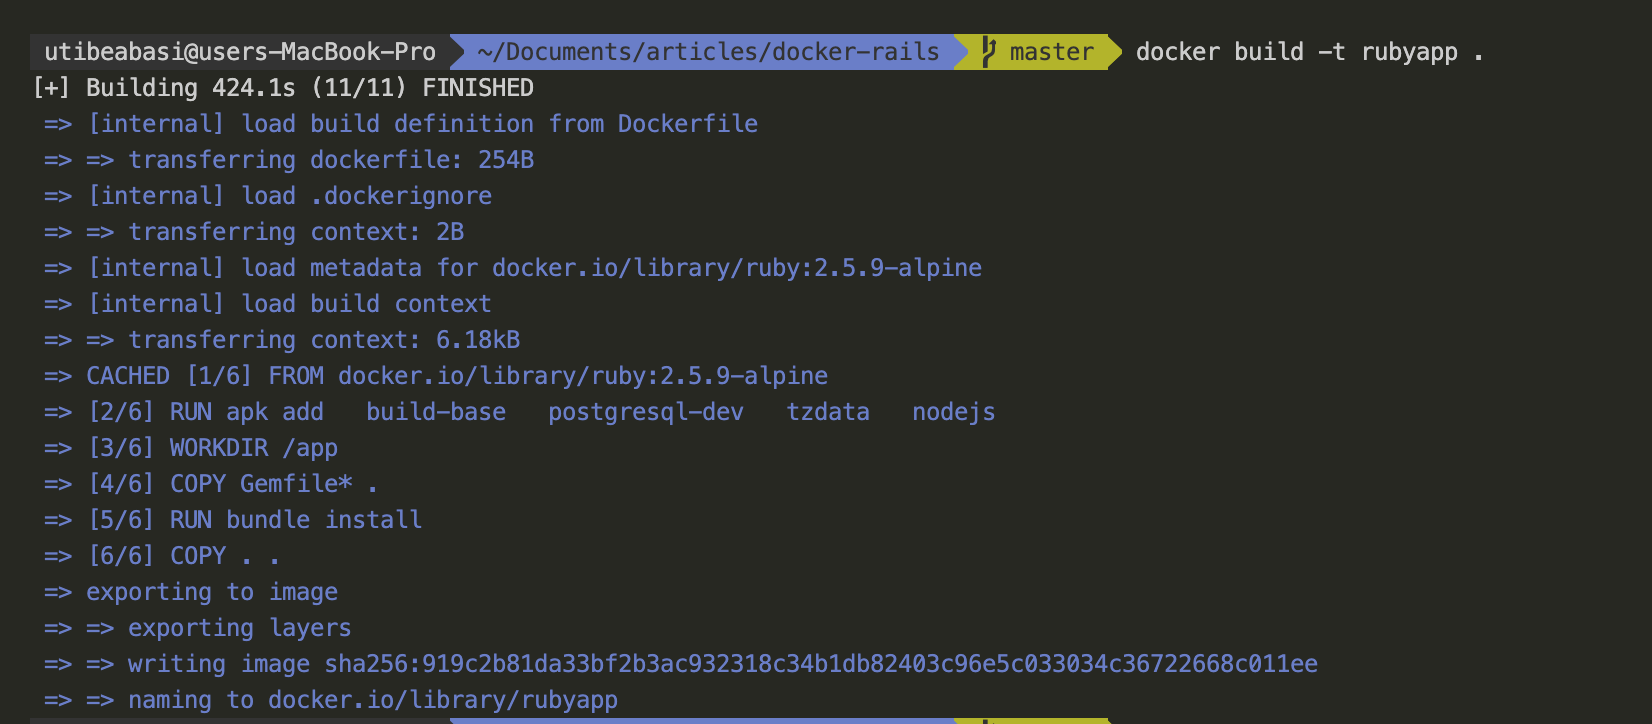 utibeabasi@users-MacBook-Pro ~/Documents/articles/docker-rails master docker build -t rubyapp .
[+] Building 424.1s (11/11) FINISHED
=> [internal] load build definition from Dockerfile
=> => transferring dockerfile: 254B
=> [internal] load .dockerignore
=> => transferring context: 2B
=> [internal] load metadata for docker.io/library/ruby:2.5.9-alpine
=> [internal] load build context
=> => transferring context: 6.18kB
=> CACHED [1/6] FROM docker.io/library/ruby:2.5.9-alpine
=> [2/6] RUN apk add   build-base   postgresql-dev   tzdata   nodejs
=> [3/6] WORKDIR /app
=> [4/6] COPY Gemfile* .
=> [5/6] RUN bundle install
=> [6/6] COPY . .
=> exporting to image
=> => exporting layers
=> => writing image sha256:919c2b81da33bf2b3ac932318c34b1db82403c96e5c033034c36722668c011ee
=> => naming to docker.io/library/rubyapp